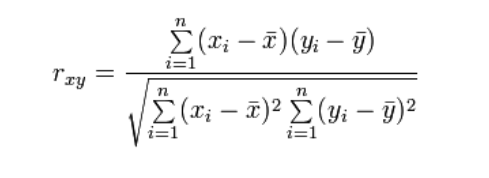 r_{xy} = \frac{\sum_{i=1}^{n}(x_i - \bar{x})(y_i - \bar{y})}{\sqrt{\sum_{i=1}^{n}(x_i - \bar{x})^2 \sum_{i=1}^{n}(y_i - \bar{y})^2}}